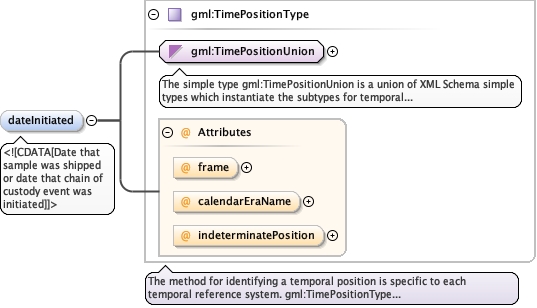 gml:TimePositionType
gml:TimePositionUnion
The simple type gml:TimePositionUnion is a union of XML Schema simple
types which instantiate the subtypes for temporal...
dateInitiated
<![CDATA[Date that
sample was shipped
or date that chain of
custody event was
initiated]]>
@ Attributes
@ frame
@ calendarEraName
@ indeterminatePosition
The method for identifying a temporal position is specific to each
temporal reference system. gml:TimePositionType...